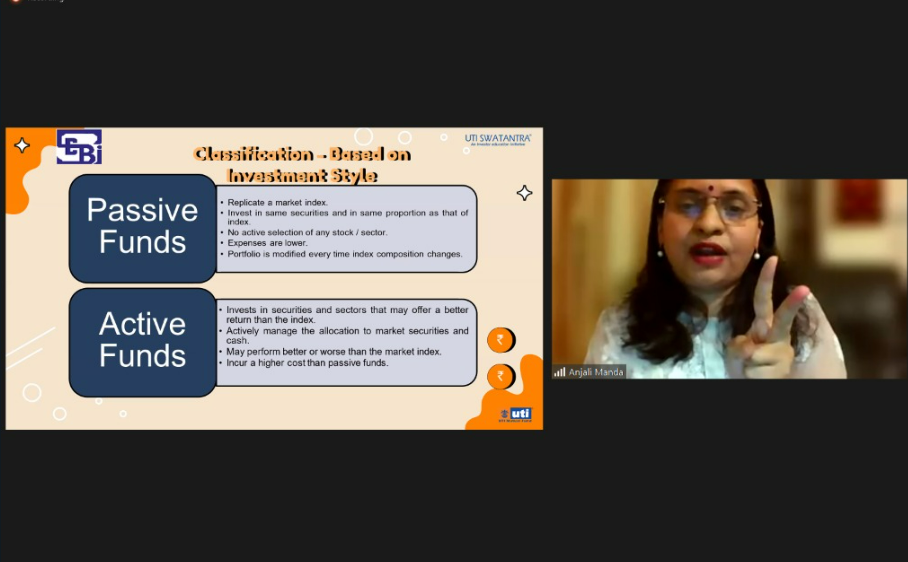 SEBI
UTI SWATANTRA
An investor education initiative
Classification – Based on
Investment Style
Passive
Funds
• Replicate a market index.
• Invest in same securities and in same proportion as that of
index.
• No active selection of any stock / sector.
• Expenses are lower.
• Portfolio is modified every time index composition changes.
Active
Funds
• Invests in securities and sectors that may offer a better
return than the index.
• Actively manage the allocation to market securities and
cash.
• May perform better or worse than the market index.
• Incur a higher cost than passive funds.
₹
₹
uti
UTI Mutual Fund
Anjali Manda